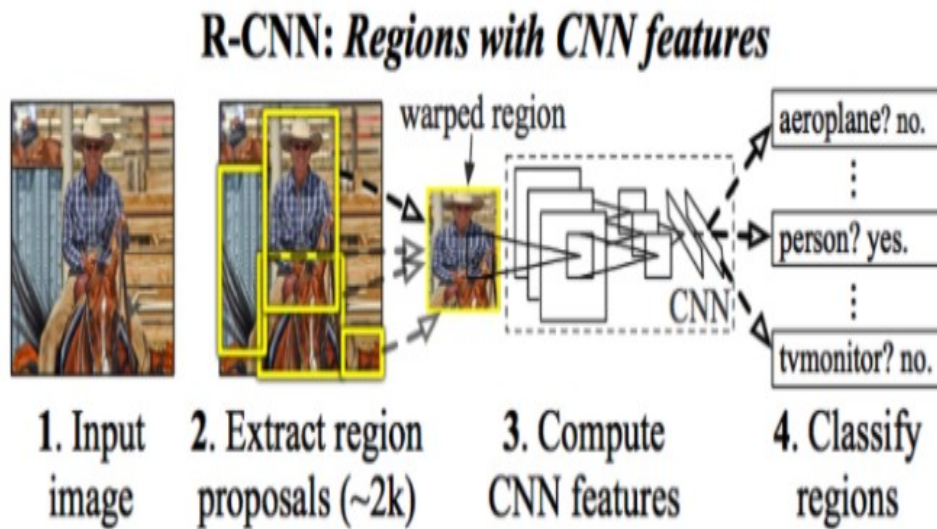 R-CNN: Regions with CNN features
warped region
aeroplane? no.
person? yes.
tvmonitor? no.
CNN
1. Input
image
2. Extract region
proposals (~2k)
3. Compute
CNN features
4. Classify
regions